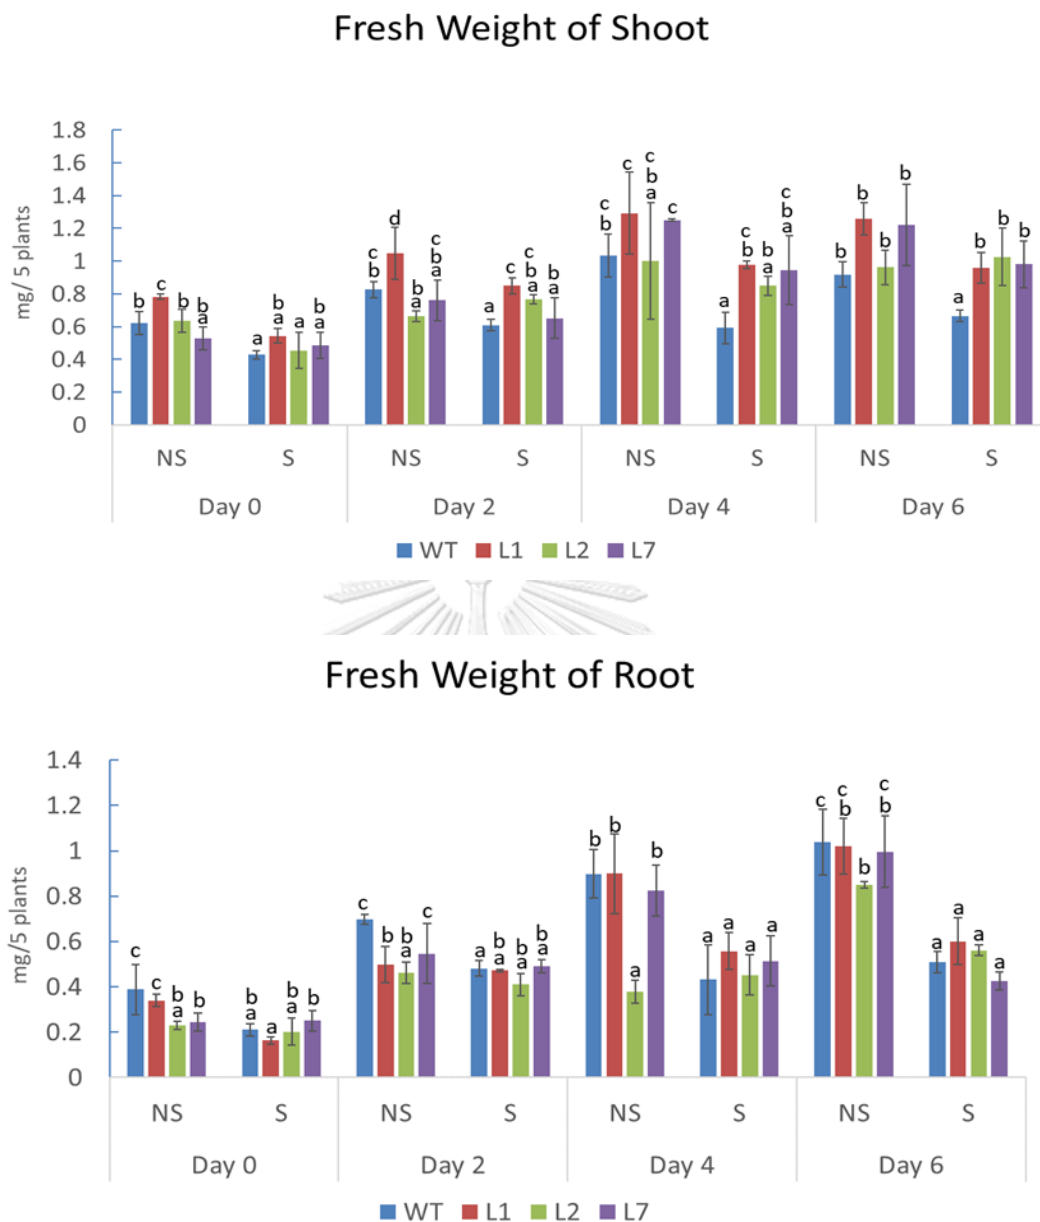 Fresh Weight of Shoot
mg/ 5 plants
1.8
1.6
1.4
1.2
1
0.8
0.6
0.4
0.2
0
b c b b a a b a a b a
c b d b a c b a a c c b a b a
c b c c b a c a c b b a c b a
b b b b a b b b
NS S NS S NS S NS S
Day 0 Day 2 Day 4 Day 6
WT L1 L2 L7
Fresh Weight of Root
mg/5 plants
1.4
1.2
1
0.8
0.6
0.4
0.2
0
c c b a b b a a b a b
c b b a c a b a b a b a
b b a b a a a a
c c b b c b a a a a
NS S NS S NS S NS S
Day 0 Day 2 Day 4 Day 6
WT L1 L2 L7